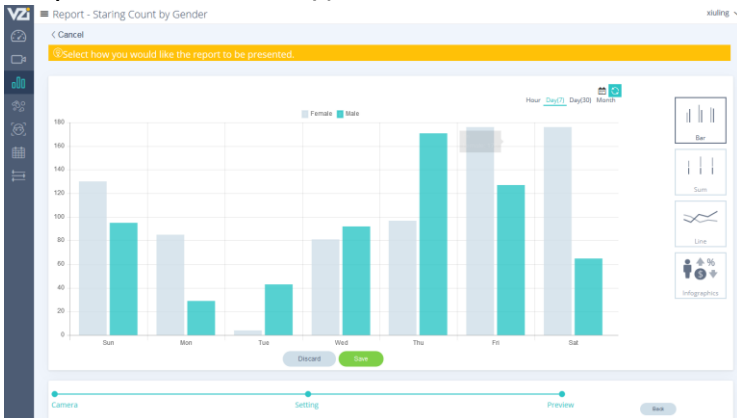 VZi
Report - Staring Count by Gender
xiuling
Cancel
Select how you would like the report to be presented.
Hour Day(7) Day(30) Month
Female Male
180
160
140
120
100
80
60
40
20
0
Sun Mon Tue Wed Thu Fri Sat
Bar
Sum
Line
%
Infographics
Discard Save
Camera Setting Preview
Back